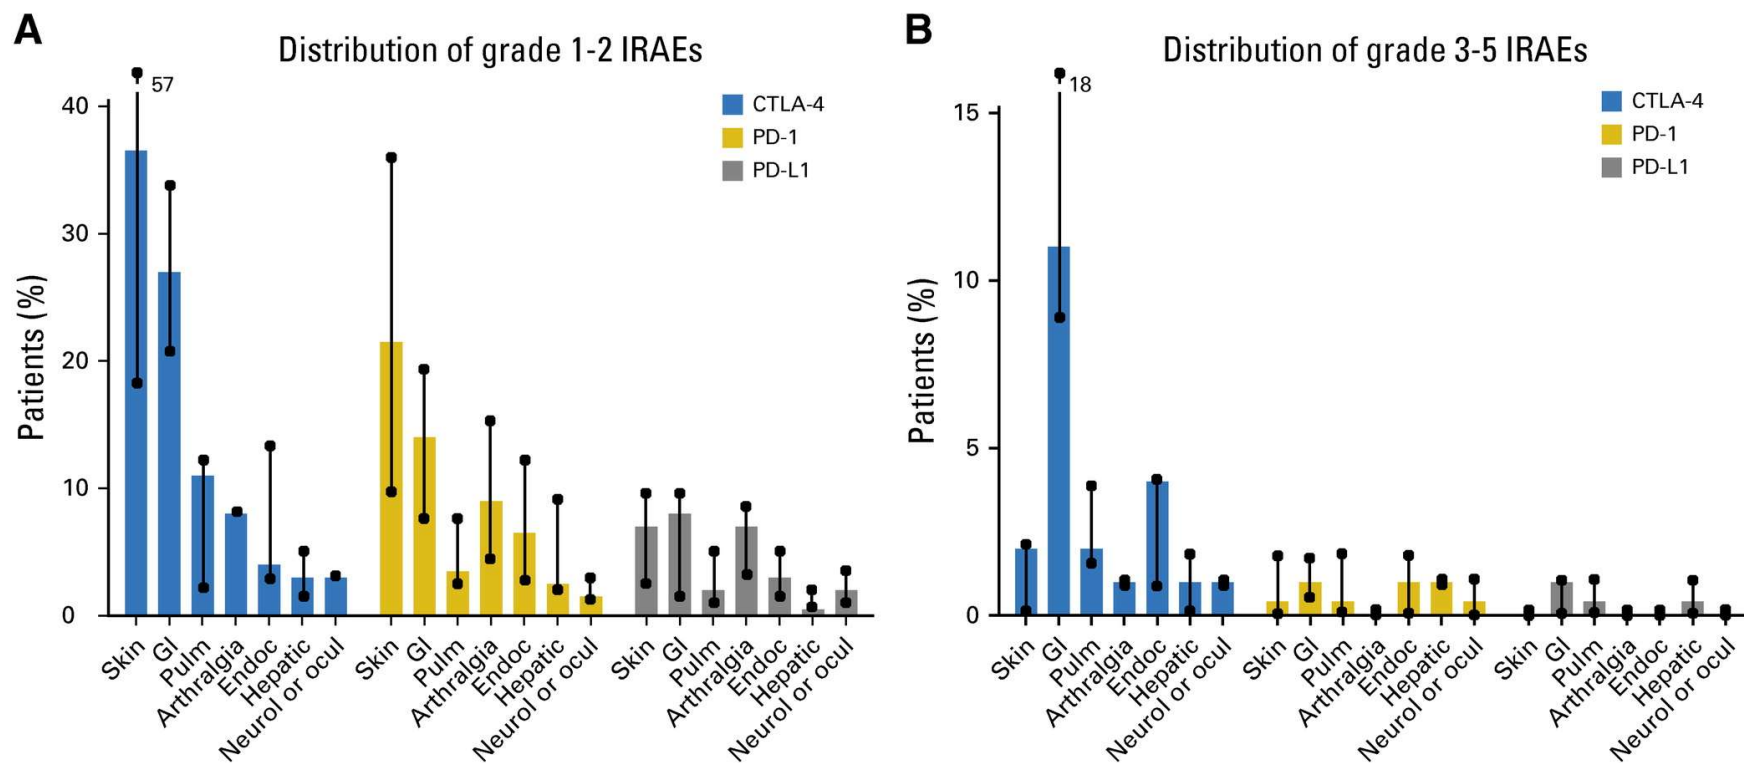 A
Distribution of grade 1-2 IRAEs
57
CTLA-4
PD-1
PD-L1
Patients (%)
40
30
20
10
0
Skin
GI
Pulm
Arthralgia
Endoc
Hepatic
Neurol or ocul
Skin
GI
Pulm
Arthralgia
Endoc
Hepatic
Neurol or ocul
Skin
GI
Pulm
Arthralgia
Endoc
Hepatic
Neurol or ocul
B
Distribution of grade 3-5 IRAEs
18
CTLA-4
PD-1
PD-L1
Patients (%)
15
10
5
0
Skin
GI
Pulm
Arthralgia
Endoc
Hepatic
Neurol or ocul
Skin
GI
Pulm
Arthralgia
Endoc
Hepatic
Neurol or ocul
Skin
GI
Pulm
Arthralgia
Endoc
Hepatic
Neurol or ocul